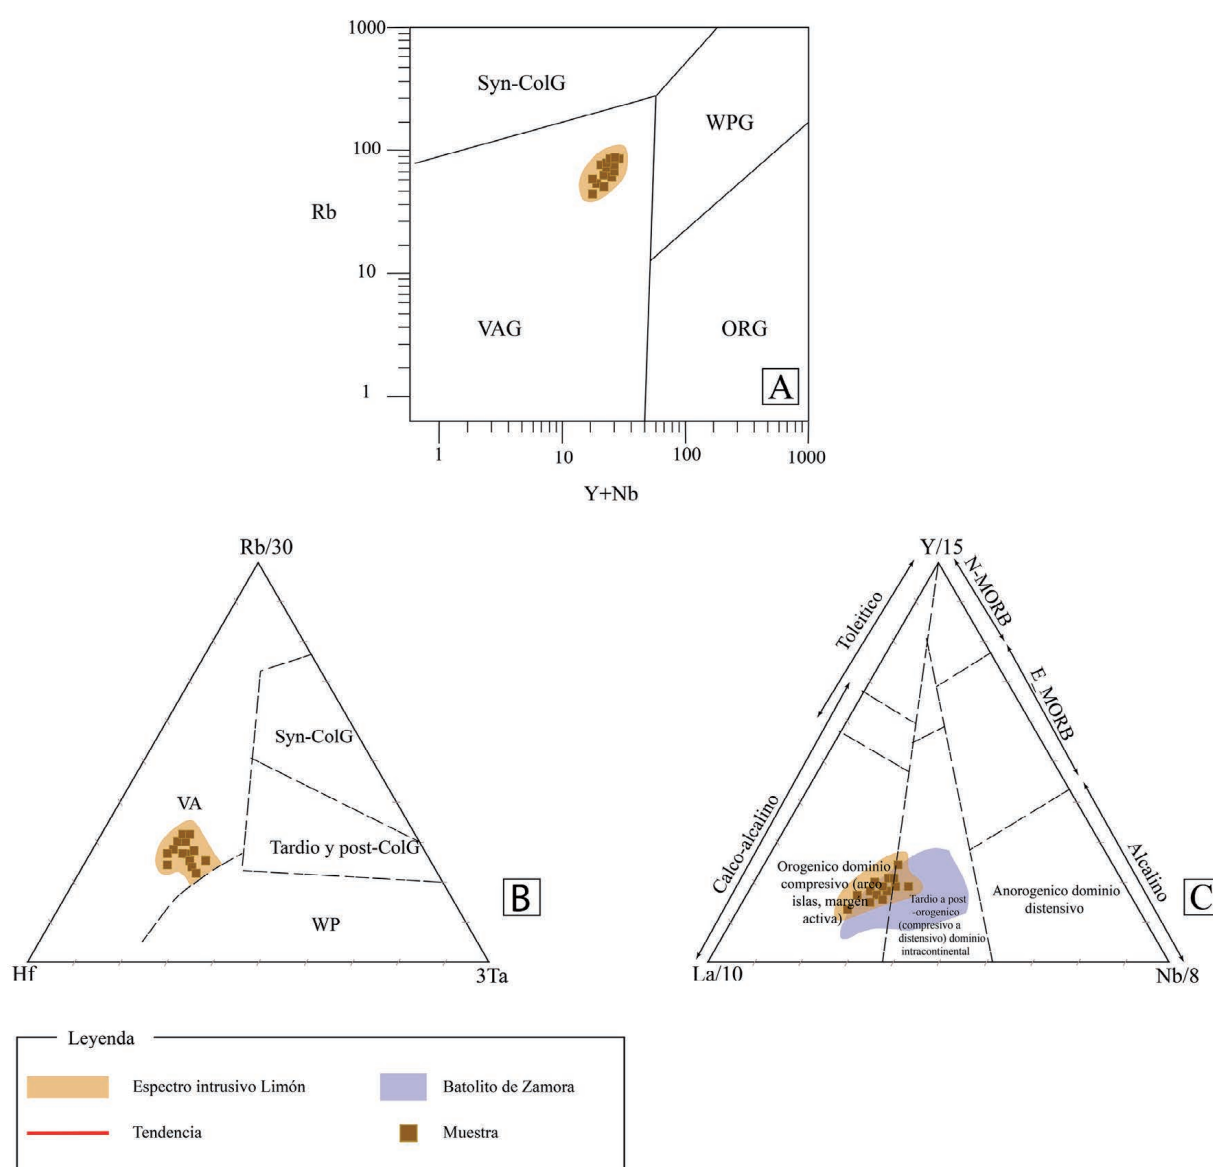 1000
Syn-ColG
WPG
100
Rb
10
VAG
ORG
1
A
1
10
100
1000
Y+Nb
Rb/30
Syn-ColG
VA
Tardio y post-ColG
WP
B
Hf
3Ta
Y/15
N-MORB
Toleitico
E_MORB
Calco-alcalino
Alcalino
Orogenico dominio
compresivo (arco
islas, margen
activa)
Tardio a post
-orogenico
(compresivo a
distensivo) dominio
intracontinental
Anorogenico dominio
distensivo
C
La/10
Nb/8
Leyenda
Espectro intrusivo Limón
Batolito de Zamora
Tendencia
Muestra